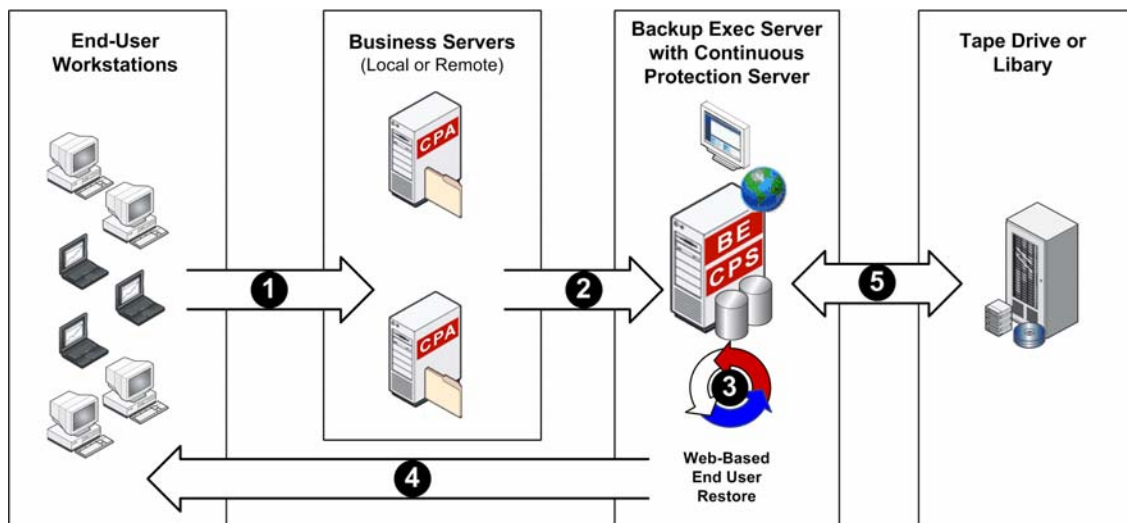 End-User
Workstations
Business Servers
(Local or Remote)
Backup Exec Server
with Continuous
Protection Server
Tape Drive or
Libary
CPA
CPA
BE
CPS
1
2
5
3
4
Web-Based
End User
Restore